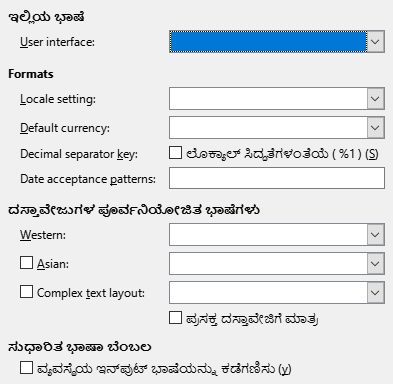 ಇಲ್ಲಿಯ ಭಾಷೆ
User interface:
Formats
Locale setting:
Default currency:
Decimal separator key: ಲೊಕ್ಯಾಲ್ ಸಿದ್ಧತೆಗಳಂತೆಯೆ ( %1 ) (S)
Date acceptance patterns:
ದಸ್ತಾವೇಜುಗಳ ಪೂರ್ವನಿಯೋಜಿತ ಭಾಷೆಗಳು
Western:
Asian:
Complex text layout:
ಪ್ರಸಕ್ತ ದಸ್ತಾವೇಜಿಗೆ ಮಾತ್ರ
ಸುಧಾರಿತ ಭಾಷಾ ಬೆಂಬಲ
ವ್ಯವಸ್ಥೆಯ ಇನ್‌ಪುಟ್ ಭಾಷೆಯನ್ನು ಕಡೆಗಣಿಸು (y)